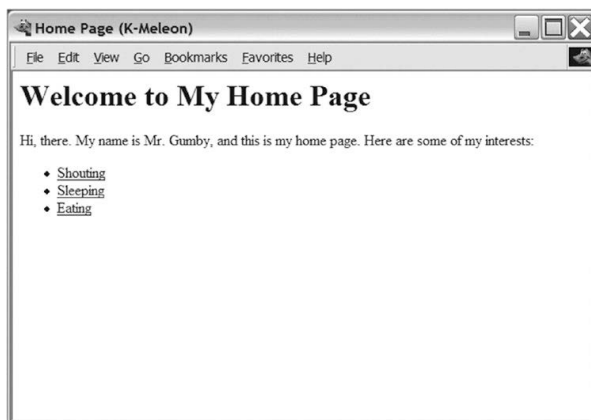 Home Page (K-Meleon)
File Edit View Go Bookmarks Favorites Help
Welcome to My Home Page
Hi, there. My name is Mr. Gumby, and this is my home page. Here are some of my interests:
Shouting
Sleeping
Eating